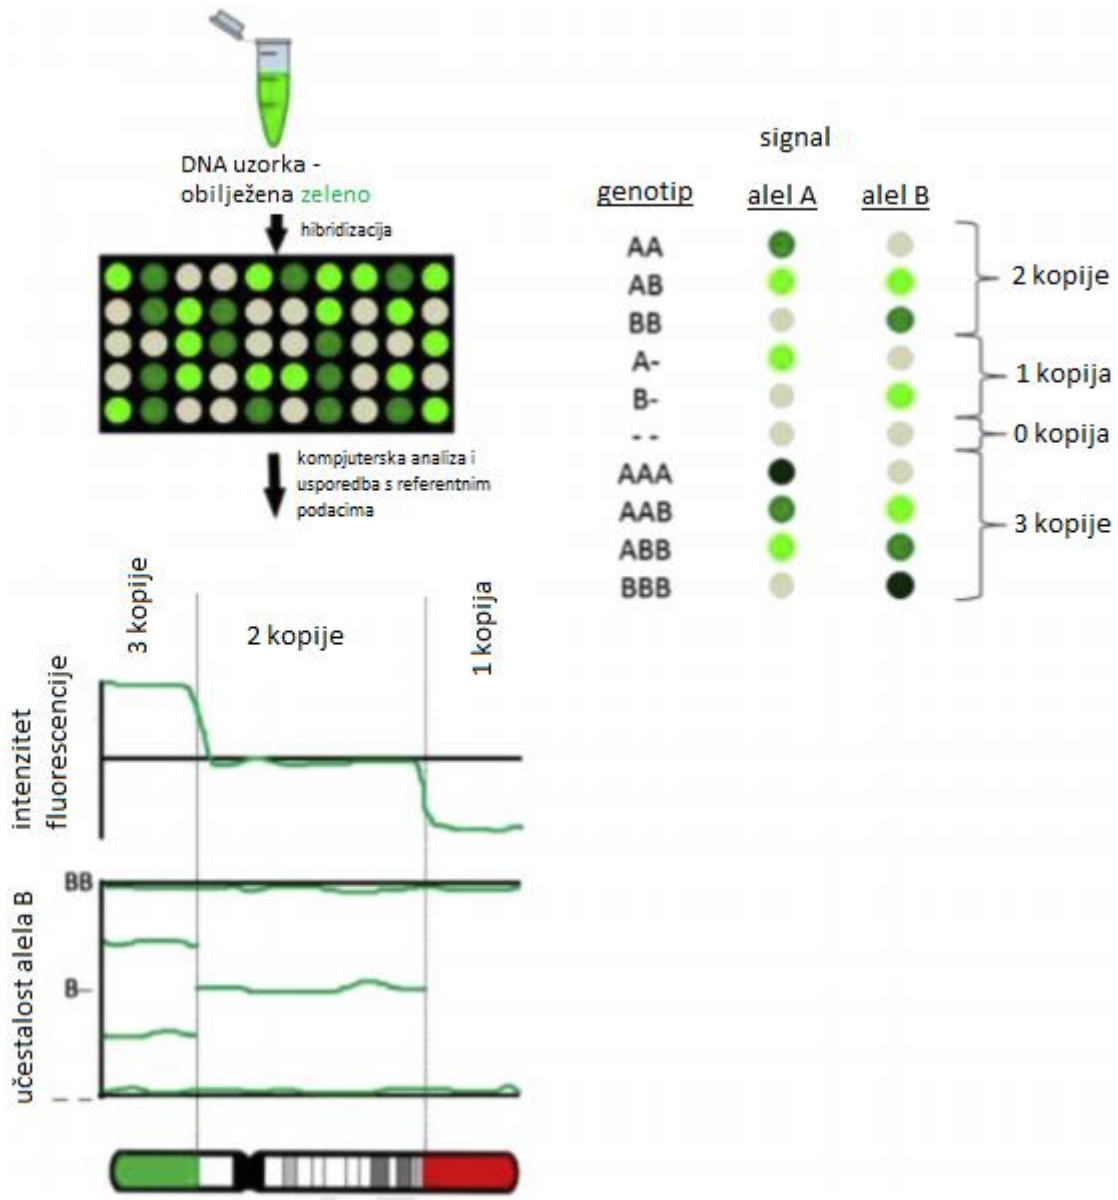 DNA uzorka -
obilježena zeleno
hibridizacija
kompjuterska analiza i
usporedba s referentnim
podacima
signal
genotip alel A alel B
AA
AB
BB
2 kopije
A-
B-
1 kopija
- -
0 kopija
AAA
AAB
ABB
BBB
3 kopije
3 kopije
2 kopije
1 kopija
intenzitet
fluorescencije
učestalost alela B
BB
B–
– –